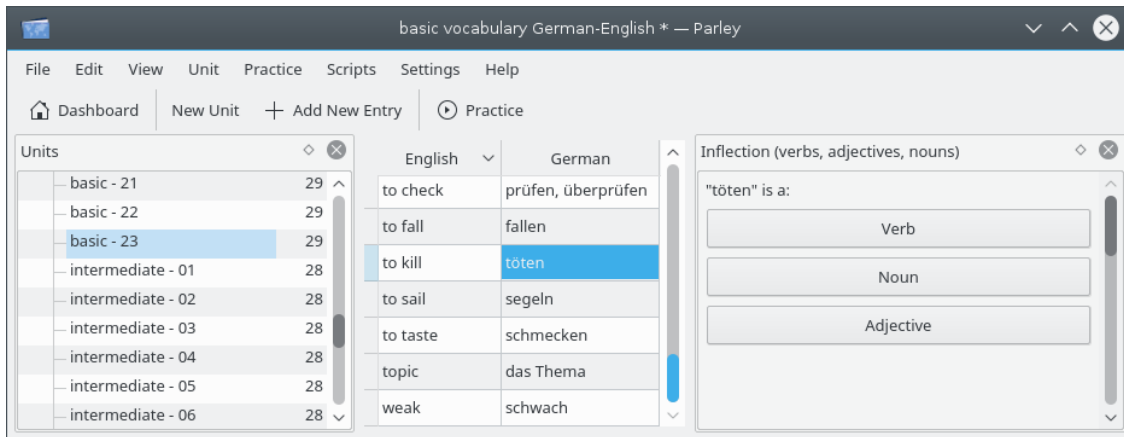 basic vocabulary German-English * — Parley
File Edit View Unit Practice Scripts Settings Help
Dashboard New Unit Add New Entry Practice
Units
basic - 21 29
basic - 22 29
basic - 23 29
intermediate - 01 28
intermediate - 02 28
intermediate - 03 28
intermediate - 04 28
intermediate - 05 28
intermediate - 06 28
English German
to check prüfen, überprüfen
to fall fallen
to kill töten
to sail segeln
to taste schmecken
topic das Thema
weak schwach
Inflection (verbs, adjectives, nouns)
"töten" is a:
Verb
Noun
Adjective